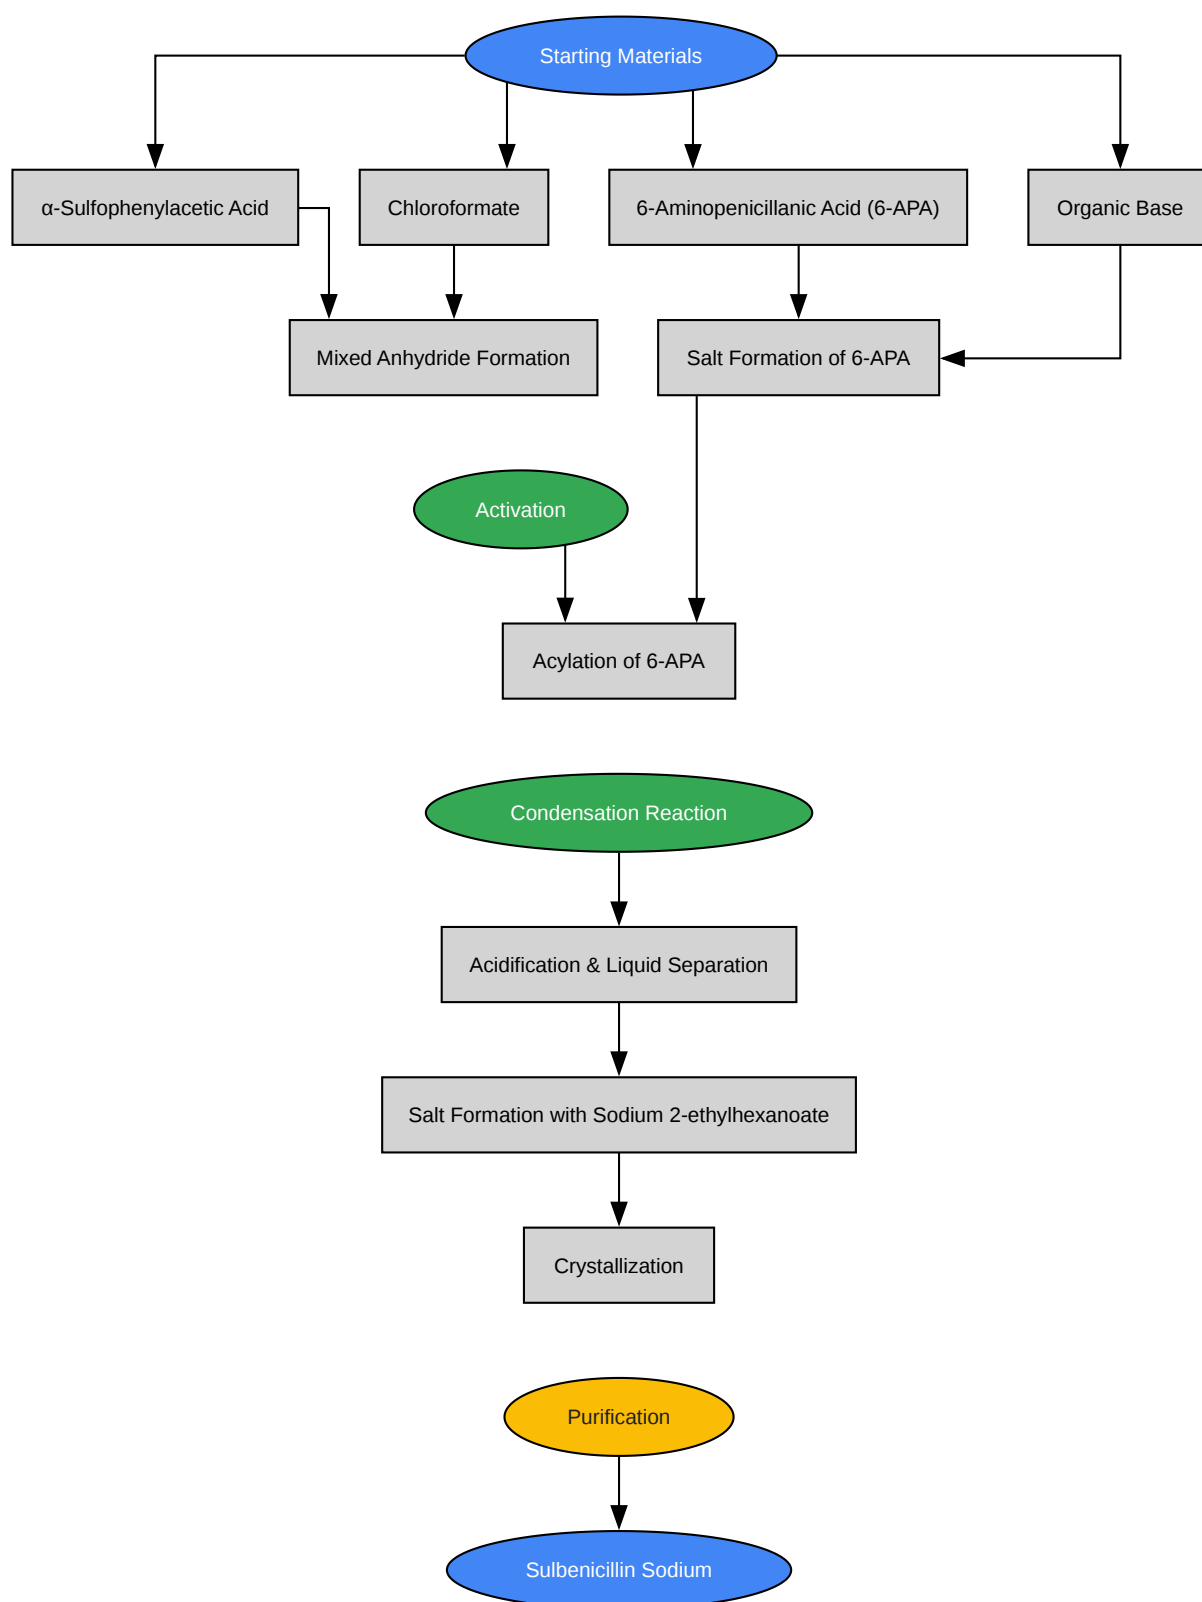 Starting Materials
α-Sulfophenylacetic Acid
Chloroformate
6-Aminopenicillanic Acid (6-APA)
Organic Base
Mixed Anhydride Formation
Salt Formation of 6-APA
Activation
Acylation of 6-APA
Condensation Reaction
Acidification & Liquid Separation
Salt Formation with Sodium 2-ethylhexanoate
Crystallization
Purification
Sulbenicillin Sodium